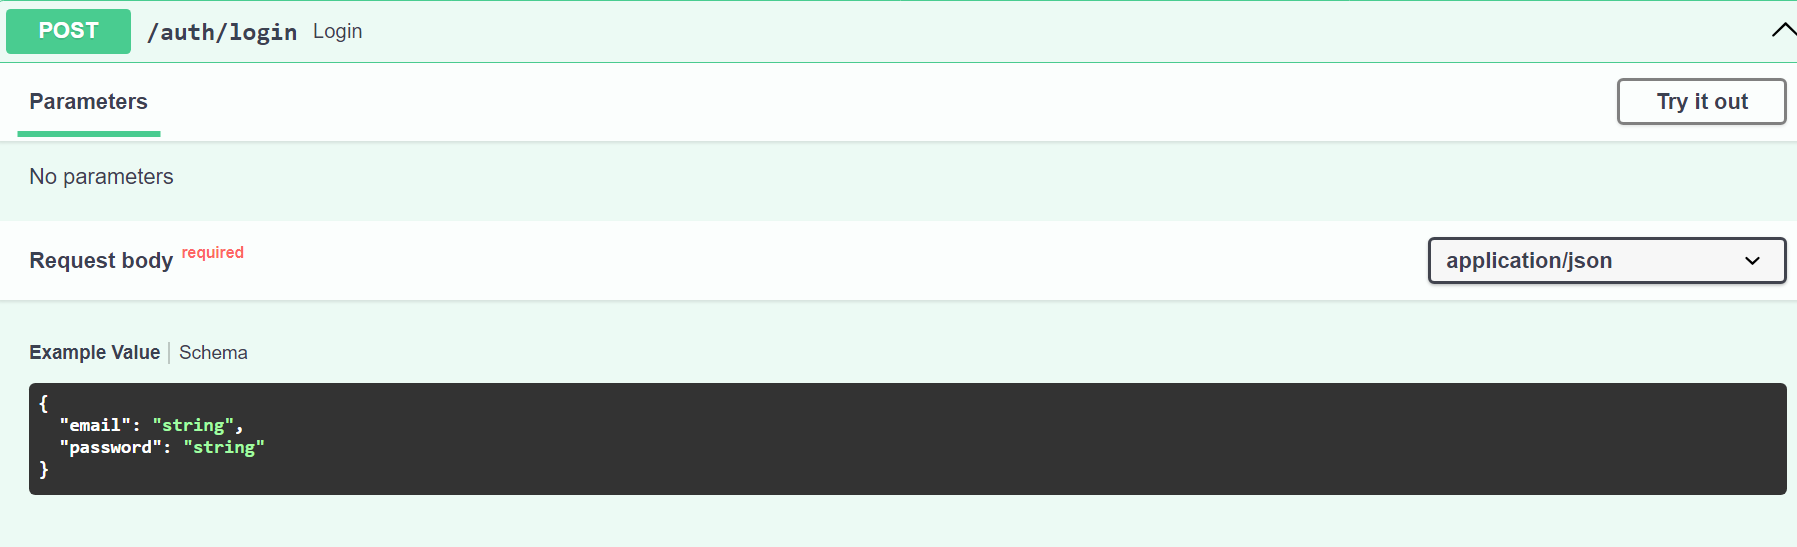 POST /auth/login Login
Parameters
Try it out
No parameters
Request body required
application/json
Example Value Schema
{
  "email": "string",
  "password": "string"
}